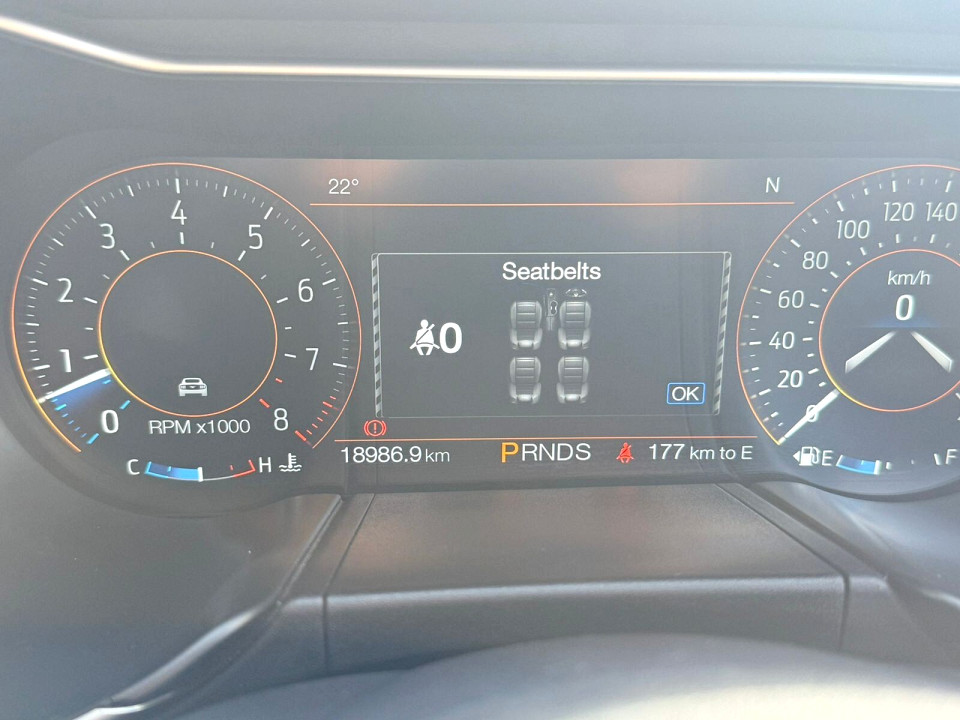 22° N
Seatbelts
0
OK
0 1 2 3 4 5 6 7 8
RPM x1000
C H
18986.9 km PRNDS 177 km to E
0 20 40 60 80 100 120 140
km/h
0
E F